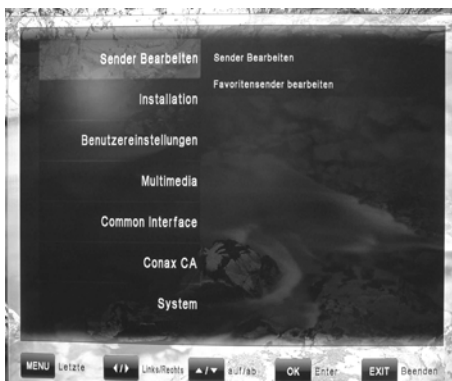 Sender Bearbeiten
Installation
Benutzereinstellungen
Multimedia
Common Interface
Conax CA
System
Sender Bearbeiten
Favoritensender bearbeiten
MENU Letzte ◄/► Links/Rechts ▲/▼ auf/ab OK Enter EXIT Beenden